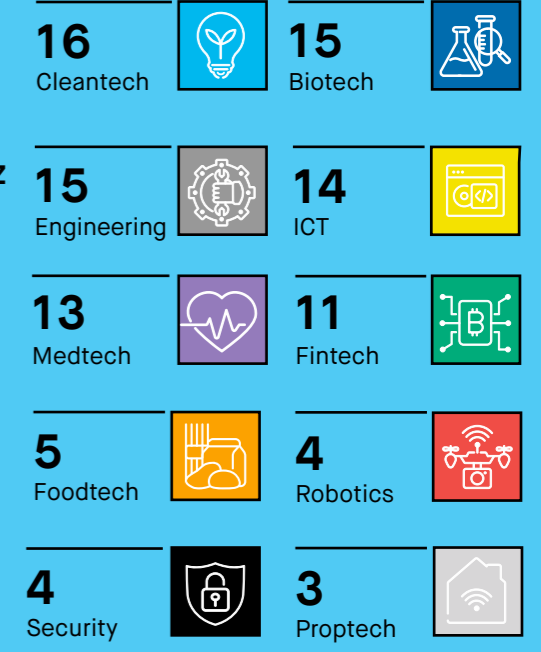 16
Cleantech
15
Biotech
z
15
Engineering
14
ICT
13
Medtech
11
Fintech
5
Foodtech
4
Robotics
4
Security
3
Proptech